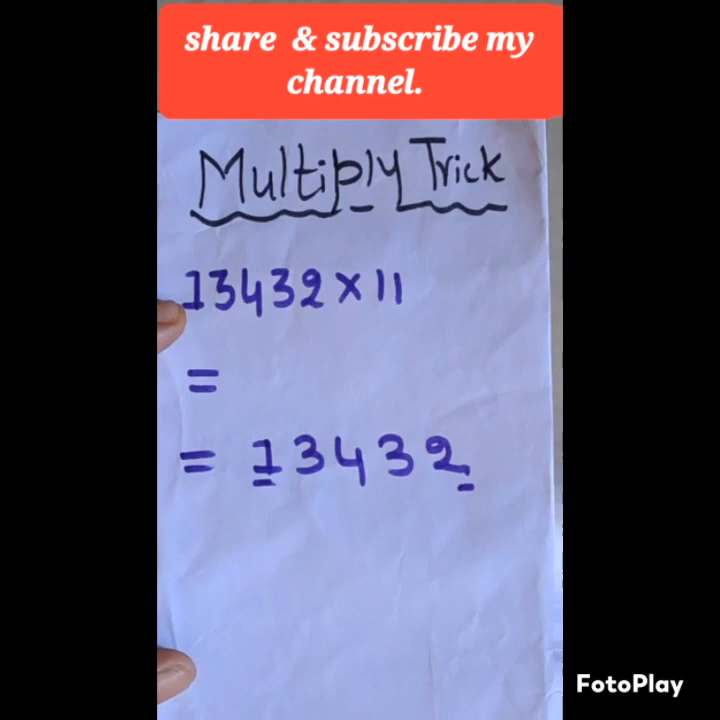 share & subscribe my
channel.
Multiply Trick
13432 × 11
=
= 13432
FotoPlay